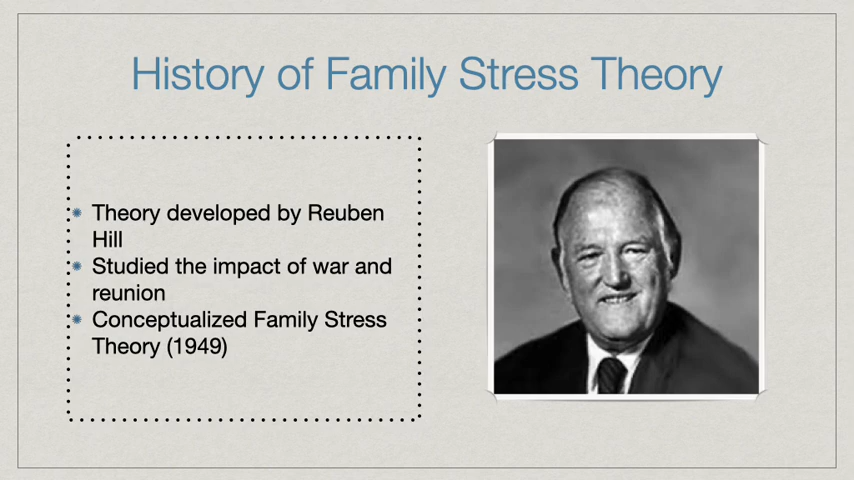 History of Family Stress Theory
Theory developed by Reuben
Hill
Studied the impact of war and
reunion
Conceptualized Family Stress
Theory (1949)